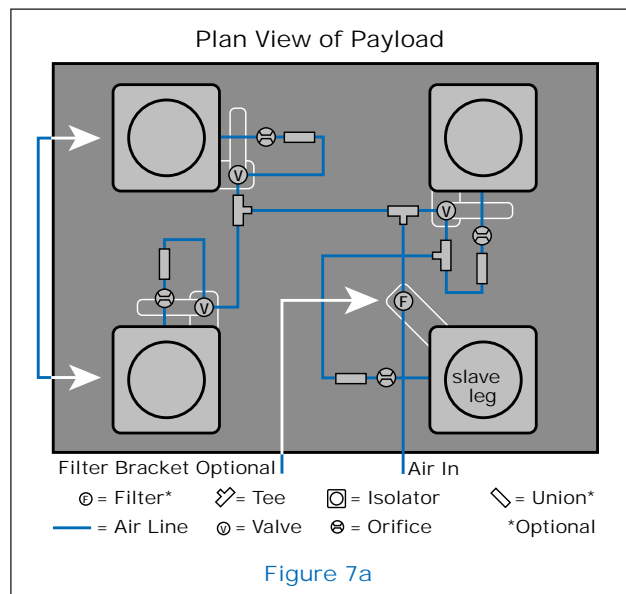 Plan View of Payload
V
V
V
F
slave
leg
Filter Bracket Optional
Air In
F = Filter*
= Tee
= Isolator
= Union*
= Air Line
V = Valve
= Orifice
*Optional
Figure 7a